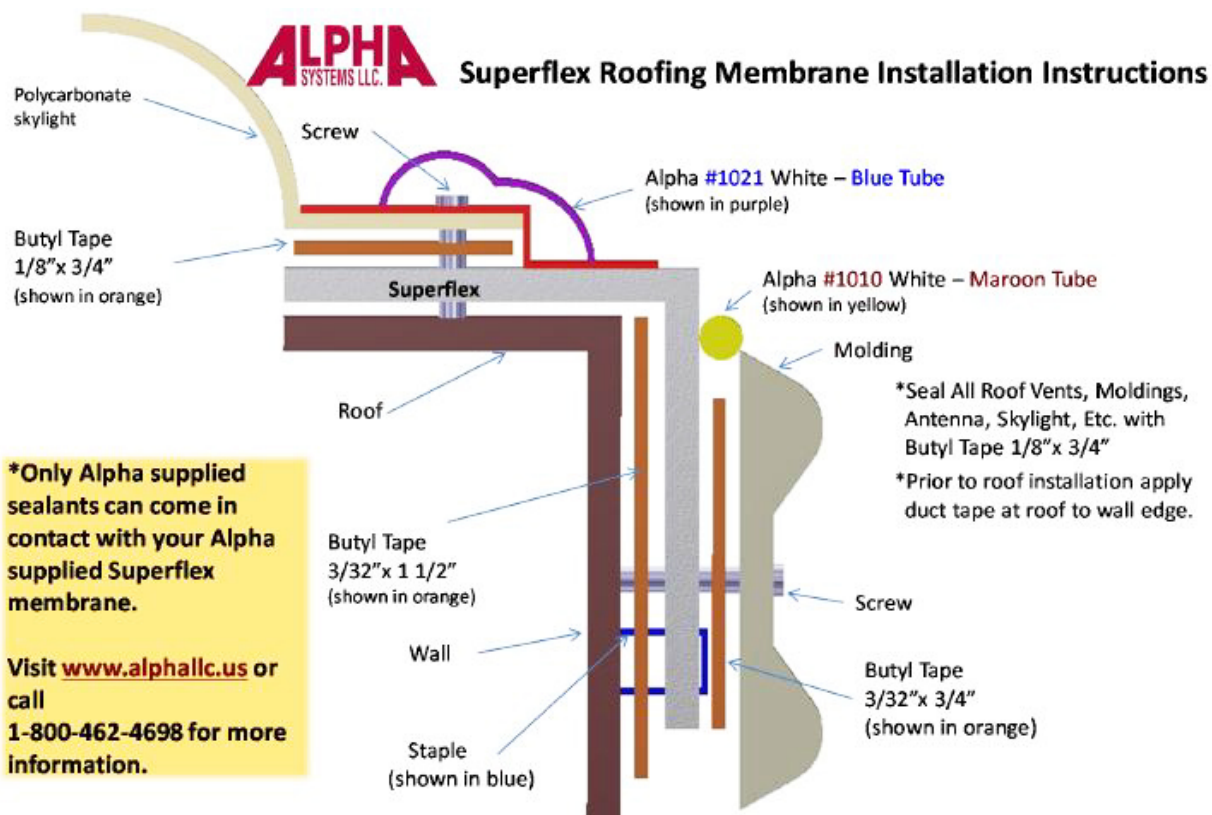 ALPHA
SYSTEMS LLC.
Superflex Roofing Membrane Installation Instructions
Polycarbonate
skylight
Screw
Alpha #1021 White – Blue Tube
(shown in purple)
Butyl Tape
1/8”x 3/4”
(shown in orange)
Superflex
Alpha #1010 White – Maroon Tube
(shown in yellow)
Molding
Roof
*Seal All Roof Vents, Moldings,
Antenna, Skylight, Etc. with
Butyl Tape 1/8”x 3/4”
*Prior to roof installation apply
duct tape at roof to wall edge.
*Only Alpha supplied
sealants can come in
contact with your Alpha
supplied Superflex
membrane.
Visit www.alphallc.us or
call
1-800-462-4698 for more
information.
Butyl Tape
3/32”x 1 1/2”
(shown in orange)
Screw
Wall
Butyl Tape
3/32”x 3/4”
(shown in orange)
Staple
(shown in blue)